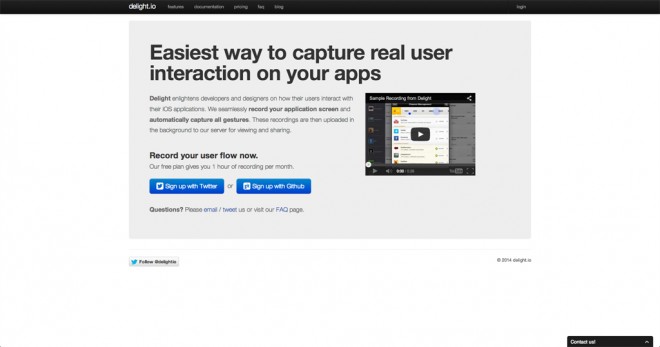 delight.io features documentation pricing faq blog login
Easiest way to capture real user
interaction on your apps
Delight enlightens developers and designers on how their users interact with
their iOS applications. We seamlessly record your application screen and
automatically capture all gestures. These recordings are then uploaded in
the background to our server for viewing and sharing.
Sample Recording from Delight
Record your user flow now.
Our free plan gives you 1 hour of recording per month.
Sign up with Twitter or Sign up with Github
Questions? Please email / tweet us or visit our FAQ page.
Follow @delightio
© 2014 delight.io
Contact us!